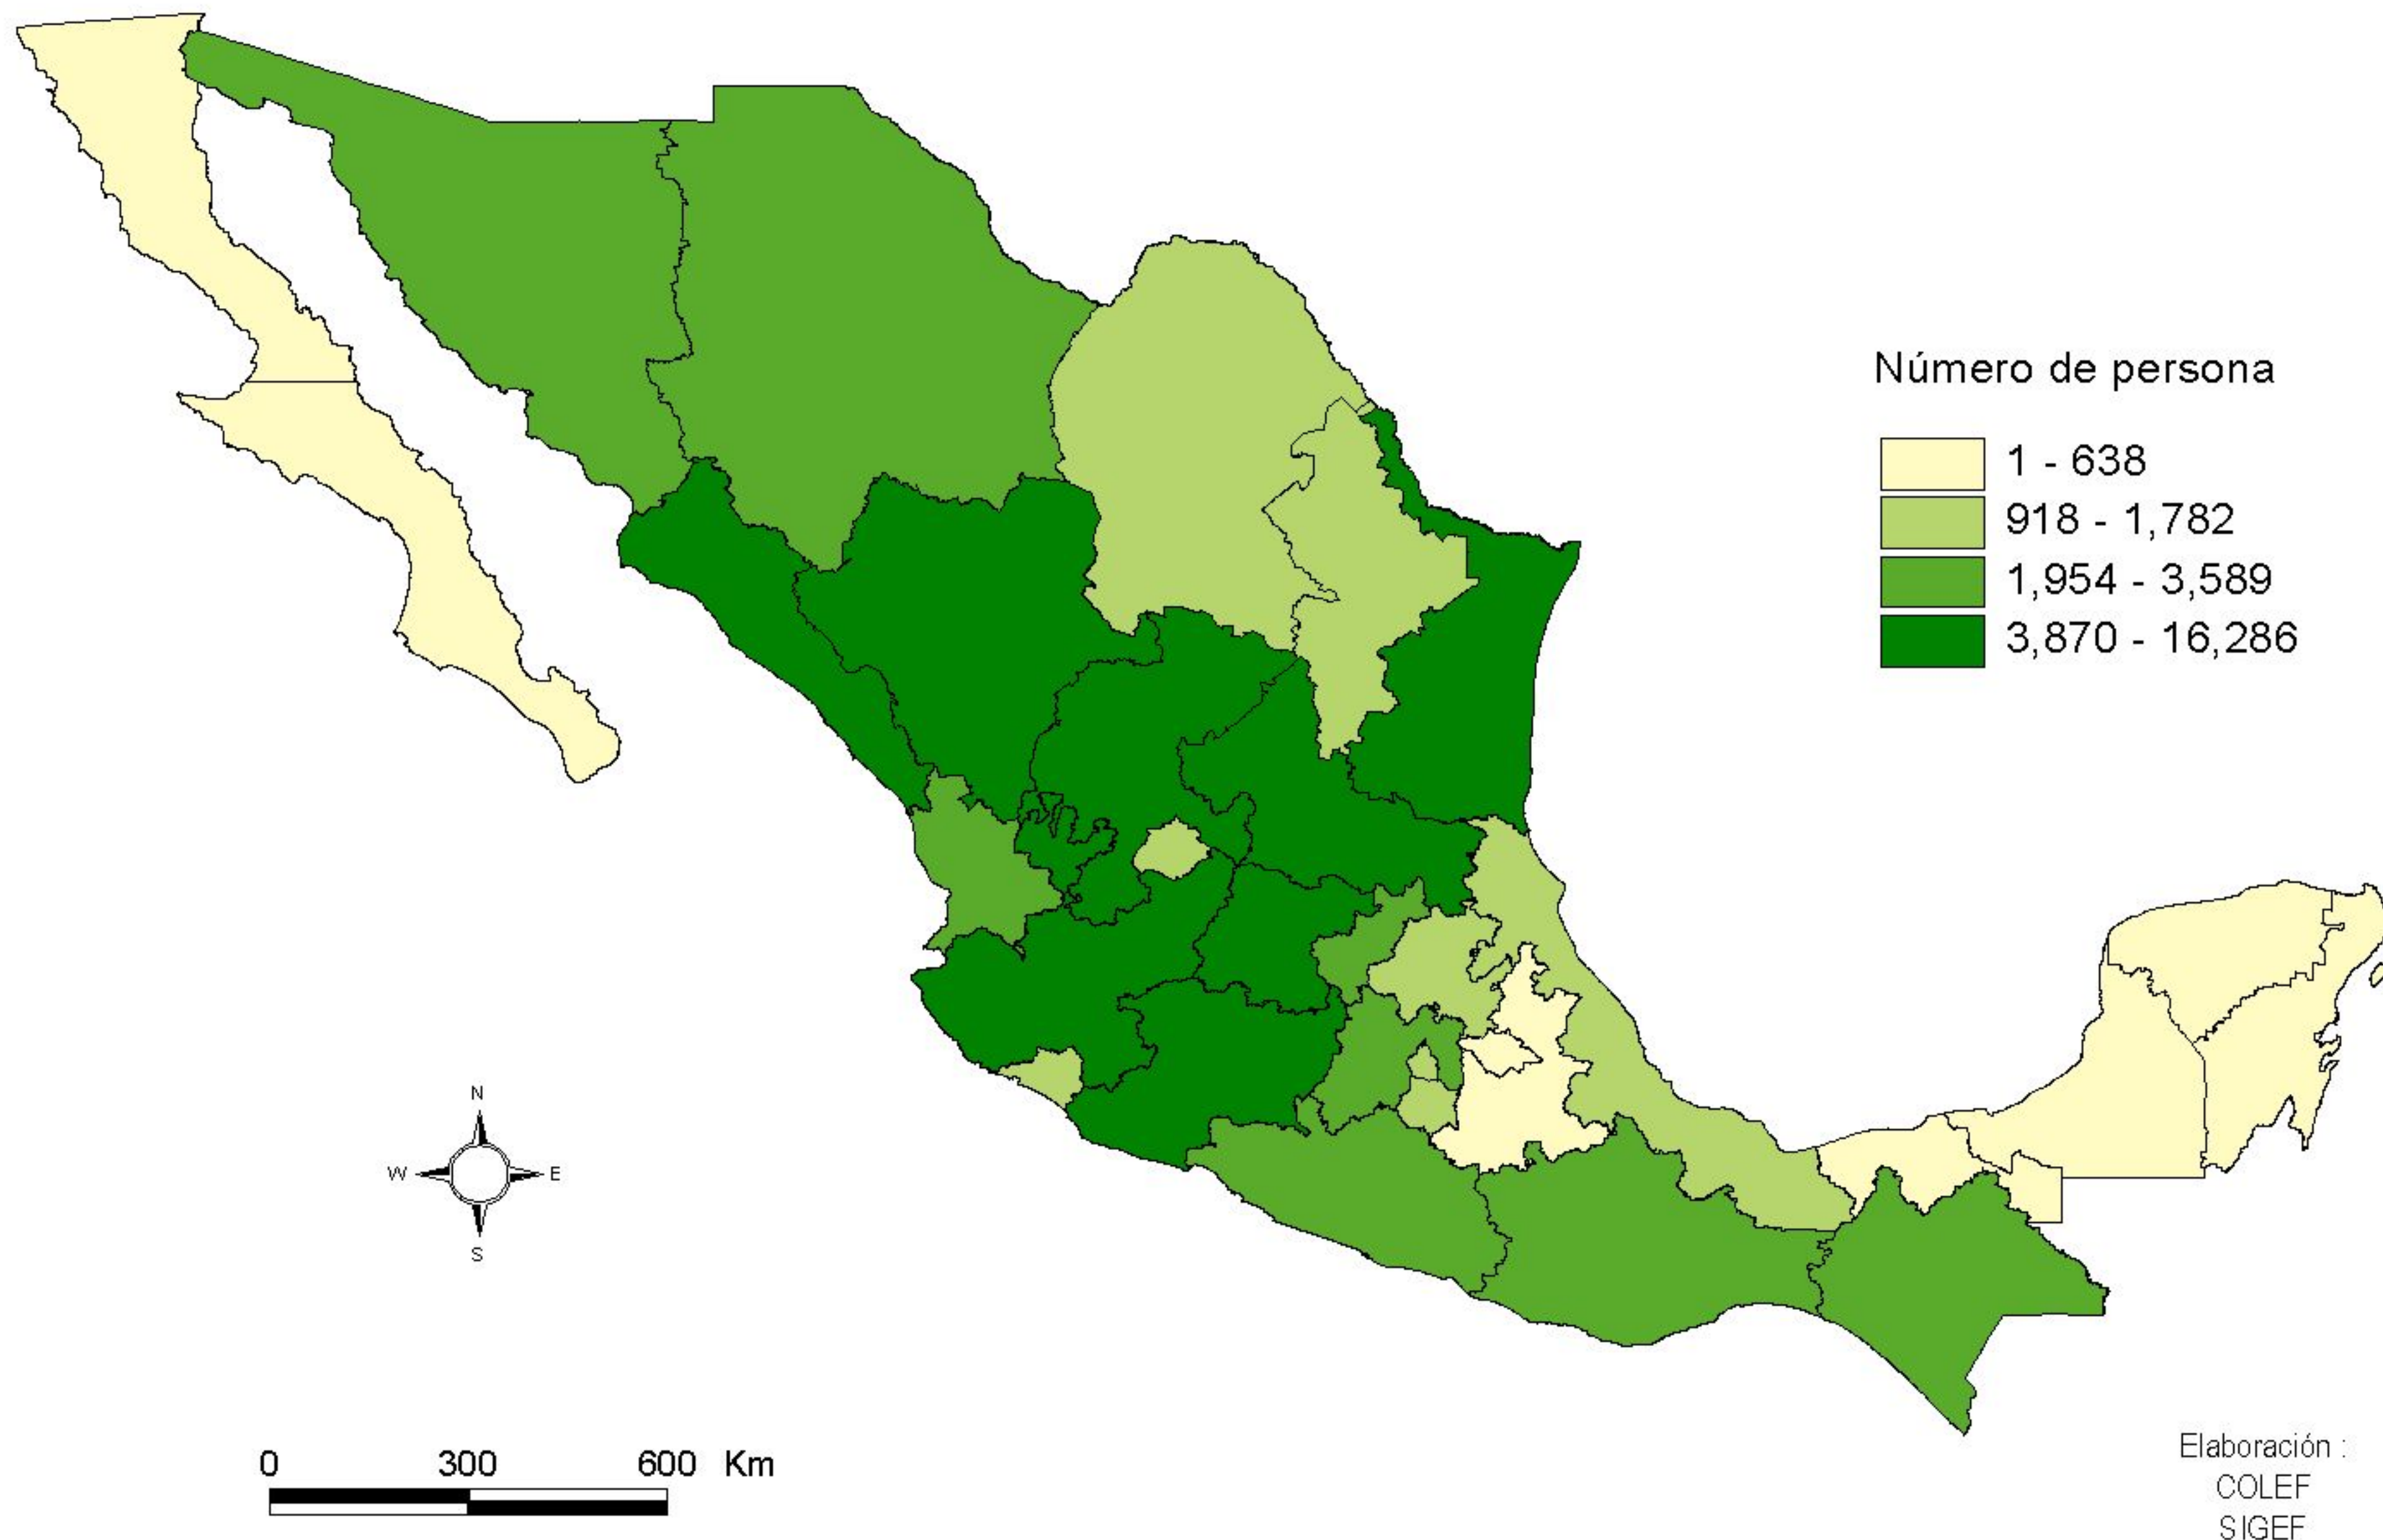 Número de persona
1 - 638
918 - 1,782
1,954 - 3,589
3,870 - 16,286
N
W E
S
0 300 600 Km
Elaboración :
COLEF
SIGEF